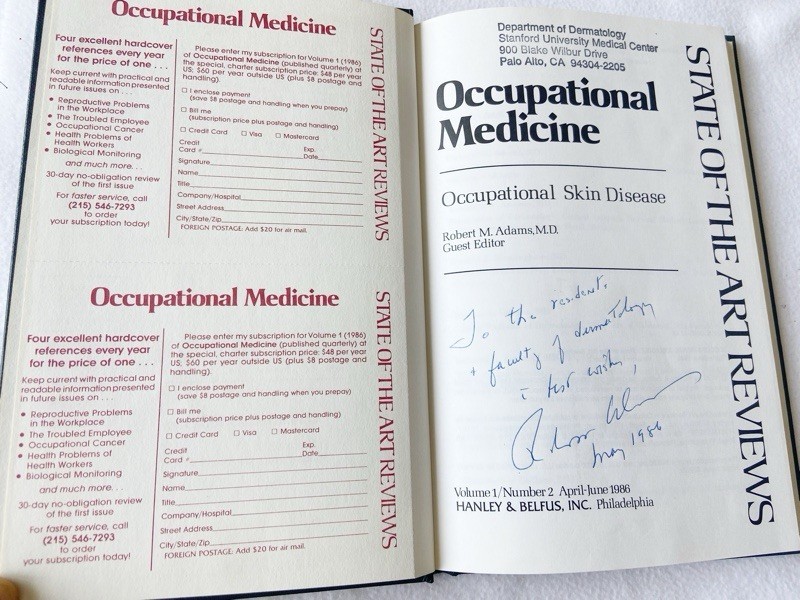 Occupational Medicine
Four excellent hardcover
references every year
for the price of one . . .
Keep current with practical and
readable information presented
in future issues on . . .
• Reproductive Problems
in the Workplace
• The Troubled Employee
• Occupational Cancer
• Health Problems of
Health Workers
• Biological Monitoring
and much more. . .
30-day no-obligation review
of the first issue
For faster service, call
(215) 546-7293
to order
your subscription today!
Please enter my subscription for Volume 1 (1986)
of Occupational Medicine (published quarterly) at
the special, charter subscription price: $48 per year
US; $60 per year outside US (plus $8 postage and
handling).
☐ I enclose payment
(save $8 postage and handling when you prepay)
☐ Bill me
(subscription price plus postage and handling)
☐ Credit Card ☐ Visa ☐ Mastercard
Credit Exp.
Card # Date
Signature
Name
Title
Company/Hospital
Street Address
City/State/Zip
FOREIGN POSTAGE: Add $20 for air mail.
STATE OF THE ART REVIEWS
Occupational Medicine
Four excellent hardcover
references every year
for the price of one . . .
Keep current with practical and
readable information presented
in future issues on . . .
• Reproductive Problems
in the Workplace
• The Troubled Employee
• Occupational Cancer
• Health Problems of
Health Workers
• Biological Monitoring
and much more. . .
30-day no-obligation review
of the first issue
For faster service, call
(215) 546-7293
to order
your subscription today!
Please enter my subscription for Volume 1 (1986)
of Occupational Medicine (published quarterly) at
the special, charter subscription price: $48 per year
US; $60 per year outside US (plus $8 postage and
handling).
☐ I enclose payment
(save $8 postage and handling when you prepay)
☐ Bill me
(subscription price plus postage and handling)
☐ Credit Card ☐ Visa ☐ Mastercard
Credit Exp.
Card # Date
Signature
Name
Title
Company/Hospital
Street Address
City/State/Zip
FOREIGN POSTAGE: Add $20 for air mail.
STATE OF THE ART REVIEWS
Department of Dermatology
Stanford University Medical Center
900 Blake Wilbur Drive
Palo Alto, CA 94304-2205
Occupational
Medicine
Occupational Skin Disease
Robert M. Adams, M.D.
Guest Editor
To the residents
+ faculty of dermatology
best wishes,
May 1986
Volume 1/Number 2 April-June 1986
HANLEY & BELFUS, INC. Philadelphia
STATE OF THE ART REVIEWS